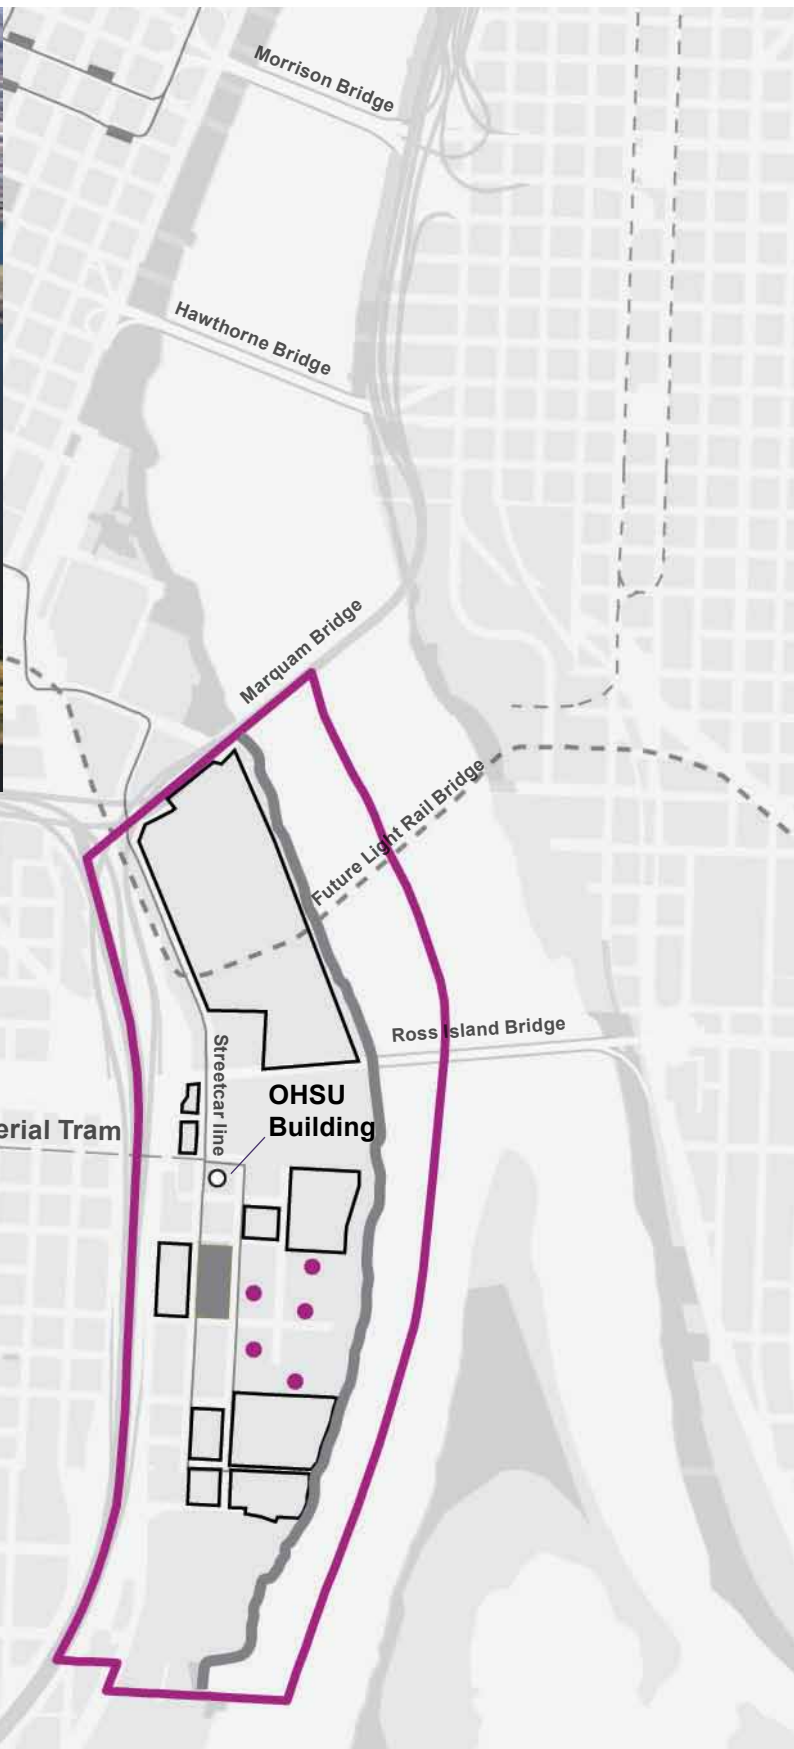 Morrison Bridge
Hawthorne Bridge
Marquam Bridge
Future Light Rail Bridge
Ross Island Bridge
Streetcar line
OHSU
Building
erial Tram